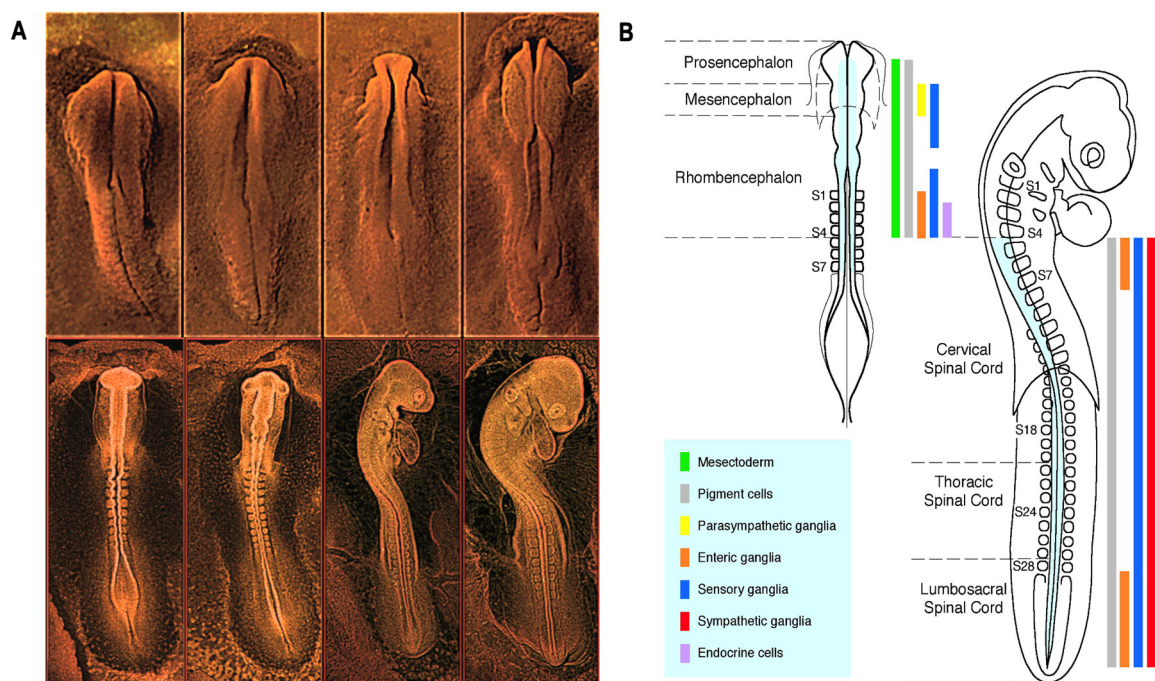 A
B
Prosencephalon
Mesencephalon
Rhombencephalon
S1
S4
S7
S1
S4
S7
Cervical
Spinal Cord
S18
Thoracic
Spinal Cord
S24
S28
Lumbosacral
Spinal Cord
Mesectoderm
Pigment cells
Parasympathetic ganglia
Enteric ganglia
Sensory ganglia
Sympathetic ganglia
Endocrine cells